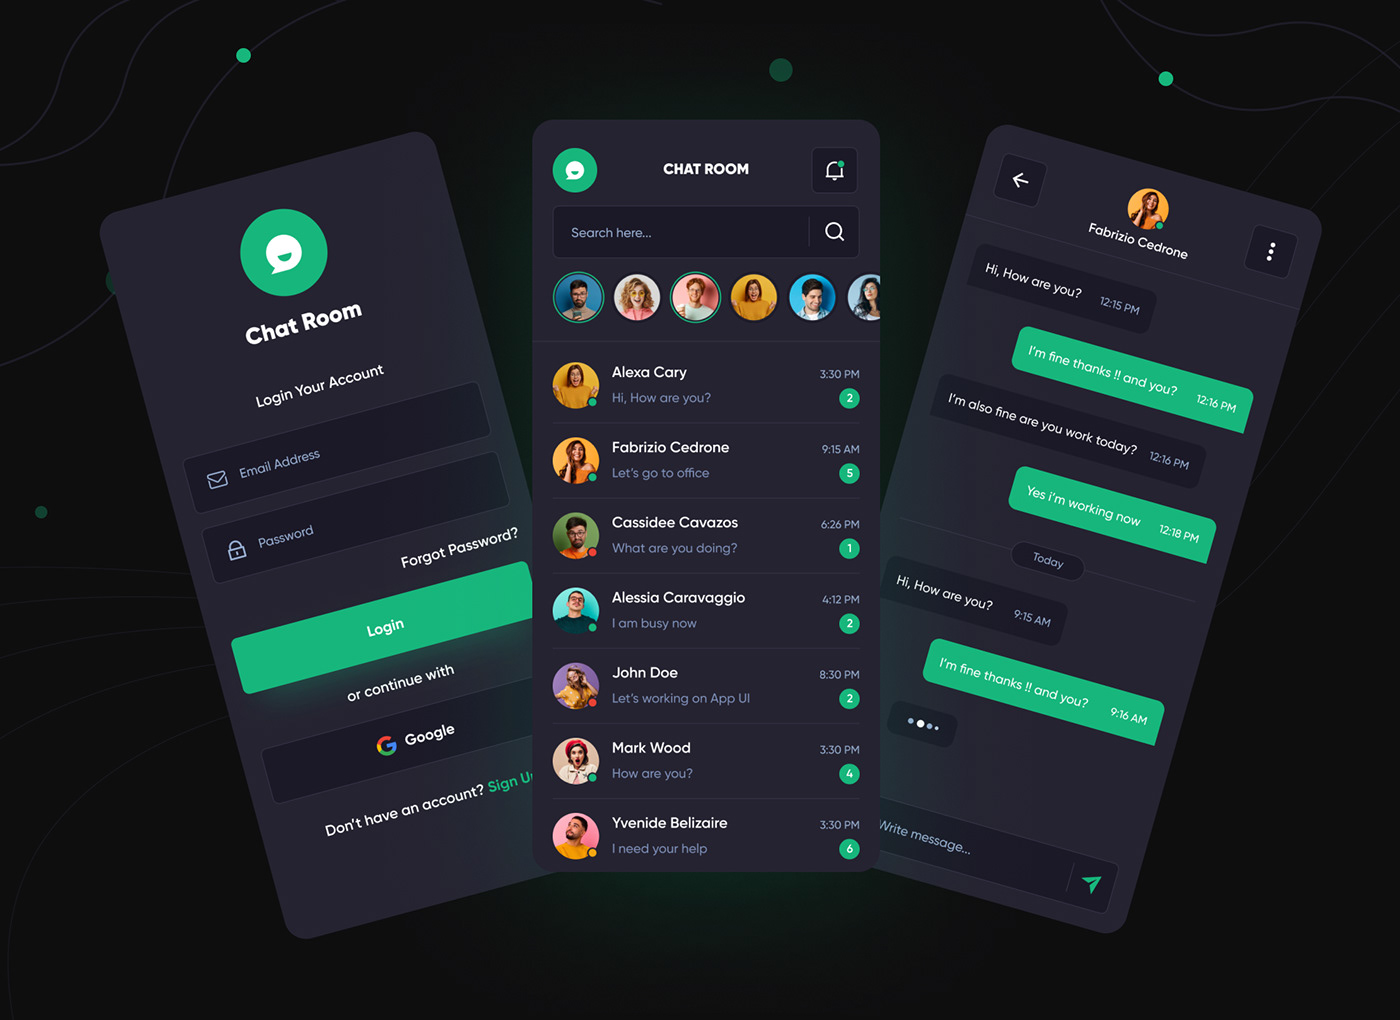 Chat Room
Login Your Account
Email Address
Password
Forgot Password?
Login
or continue with
Google
Don't have an account? Sign U
CHAT ROOM
Search here...
Alexa Cary 3:30 PM
Hi, How are you? 2
Fabrizio Cedrone 9:15 AM
Let's go to office 5
Cassidee Cavazos 6:26 PM
What are you doing? 1
Alessia Caravaggio 4:12 PM
I am busy now 2
John Doe 8:30 PM
Let's working on App UI 2
Mark Wood 3:30 PM
How are you? 4
Yvenide Belizaire 3:30 PM
I need your help 6
Fabrizio Cedrone
Hi, How are you? 12:15 PM
I'm fine thanks !! and you? 12:16 PM
I'm also fine are you work today? 12:16 PM
Yes i'm working now 12:18 PM
Today
Hi, How are you? 9:15 AM
I'm fine thanks !! and you? 9:16 AM
Write message...